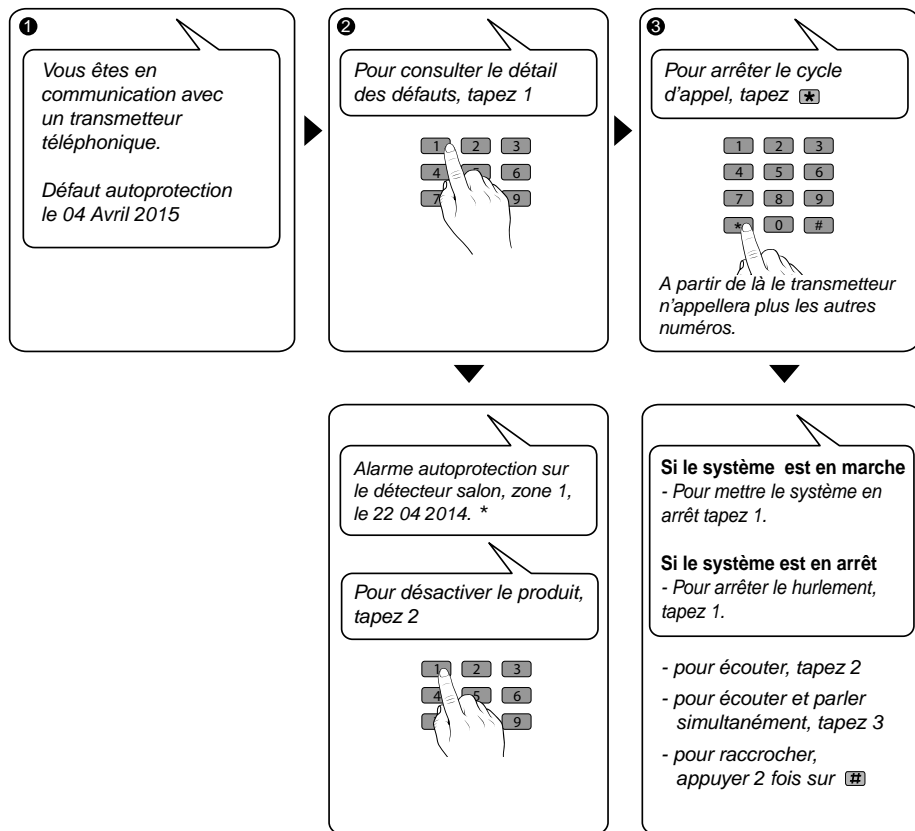 1
Vous êtes en
communication avec
un transmetteur
téléphonique.
Défaut autoprotection
le 04 Avril 2015
2
Pour consulter le détail
des défauts, tapez 1
1 2 3
4 5 6
7 9
3
Pour arrêter le cycle
d'appel, tapez *
1 2 3
4 5 6
7 8 9
* 0 #
A partir de là le transmetteur
n'appellera plus les autres
numéros.
Alarme autoprotection sur
le détecteur salon, zone 1,
le 22 04 2014. *
Pour désactiver le produit,
tapez 2
1 2 3
4 5 6
9
Si le système est en marche
- Pour mettre le système en
arrêt tapez 1.
Si le système est en arrêt
- Pour arrêter le hurlement,
tapez 1.
- pour écouter, tapez 2
- pour écouter et parler
simultanément, tapez 3
- pour raccrocher,
appuyer 2 fois sur #